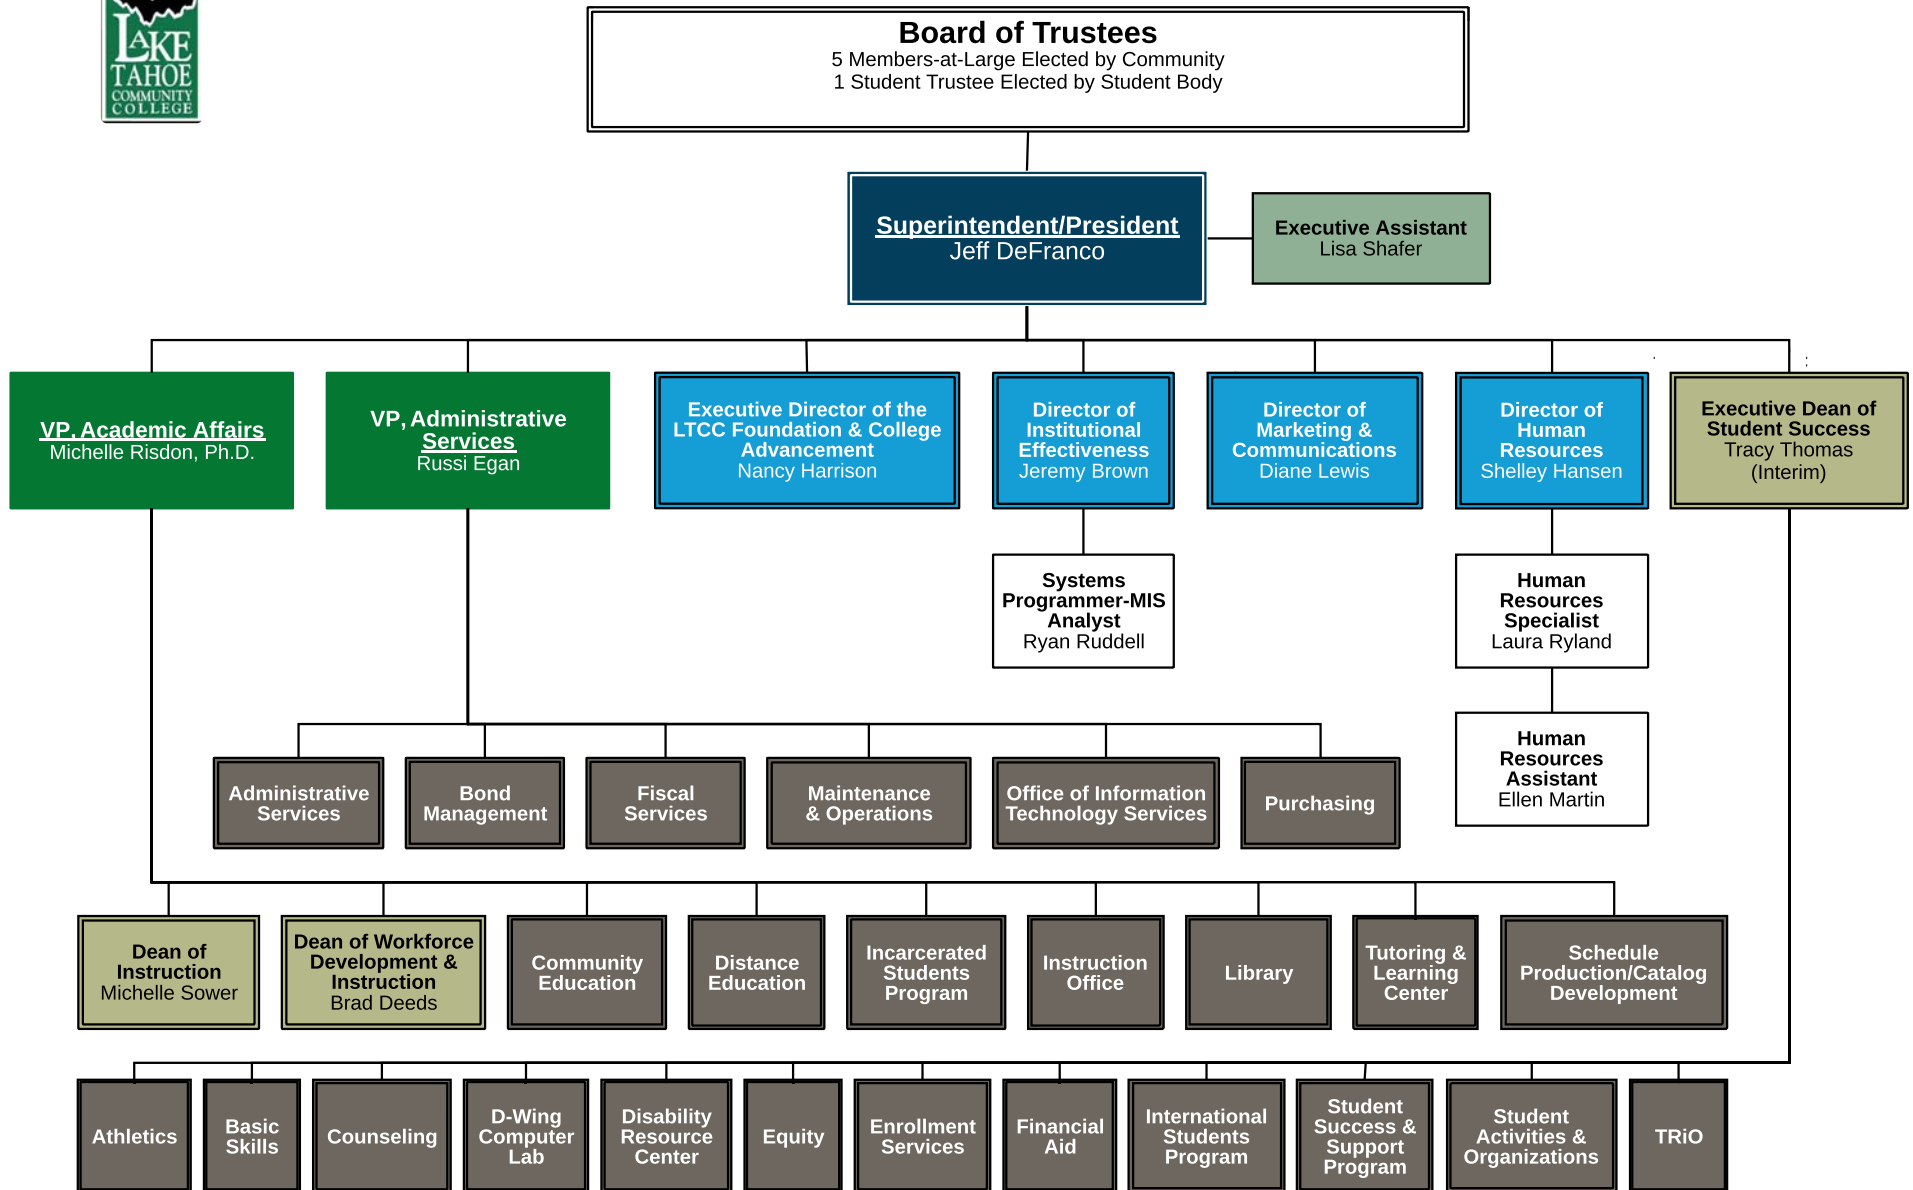 LAKE
TAHOE
COMMUNITY
COLLEGE
Board of Trustees
5 Members-at-Large Elected by Community
1 Student Trustee Elected by Student Body
Superintendent/President
Jeff DeFranco
Executive Assistant
Lisa Shafer
VP, Academic Affairs
Michelle Risdon, Ph.D.
VP, Administrative
Services
Russi Egan
Executive Director of the
LTCC Foundation & College
Advancement
Nancy Harrison
Director of
Institutional
Effectiveness
Jeremy Brown
Director of
Marketing &
Communications
Diane Lewis
Director of
Human
Resources
Shelley Hansen
Executive Dean of
Student Success
Tracy Thomas
(Interim)
Systems
Programmer-MIS
Analyst
Ryan Ruddell
Human
Resources
Specialist
Laura Ryland
Human
Resources
Assistant
Ellen Martin
Administrative
Services
Bond
Management
Fiscal
Services
Maintenance
& Operations
Office of Information
Technology Services
Purchasing
Dean of
Instruction
Michelle Sower
Dean of Workforce
Development &
Instruction
Brad Deeds
Community
Education
Distance
Education
Incarcerated
Students
Program
Instruction
Office
Library
Tutoring &
Learning
Center
Schedule
Production/Catalog
Development
Athletics
Basic
Skills
Counseling
D-Wing
Computer
Lab
Disability
Resource
Center
Equity
Enrollment
Services
Financial
Aid
International
Students
Program
Student
Success &
Support
Program
Student
Activities &
Organizations
TRiO